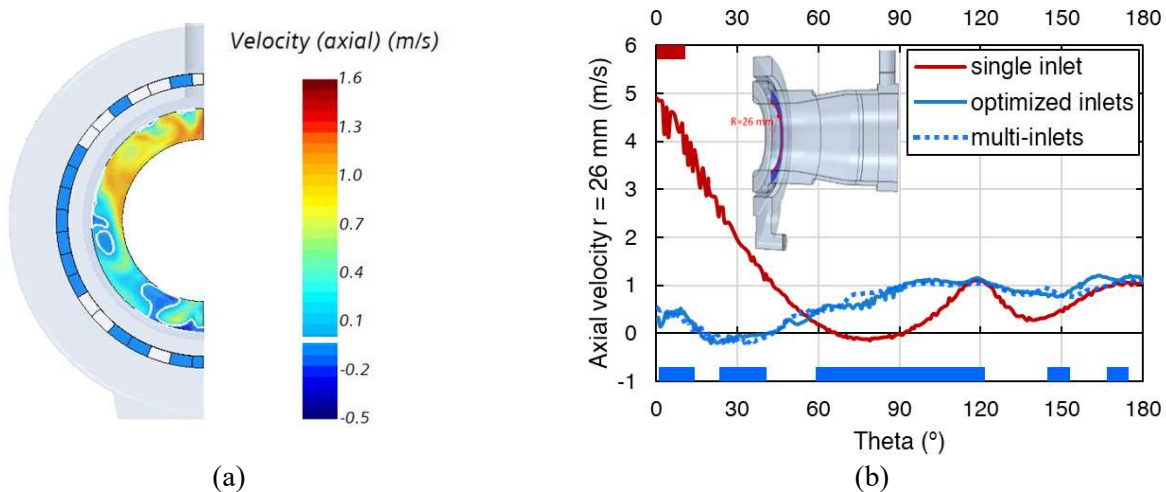 Velocity (axial) (m/s)
1.6
1.3
1.0
0.7
0.4
0.1
-0.2
-0.5
(a)
0 30 60 90 120 150 180
6
5
4
3
2
1
0
-1
Axial velocity r = 26 mm (m/s)
R=26 mm
single inlet
optimized inlets
multi-inlets
0 30 60 90 120 150 180
Theta (º)
(b)